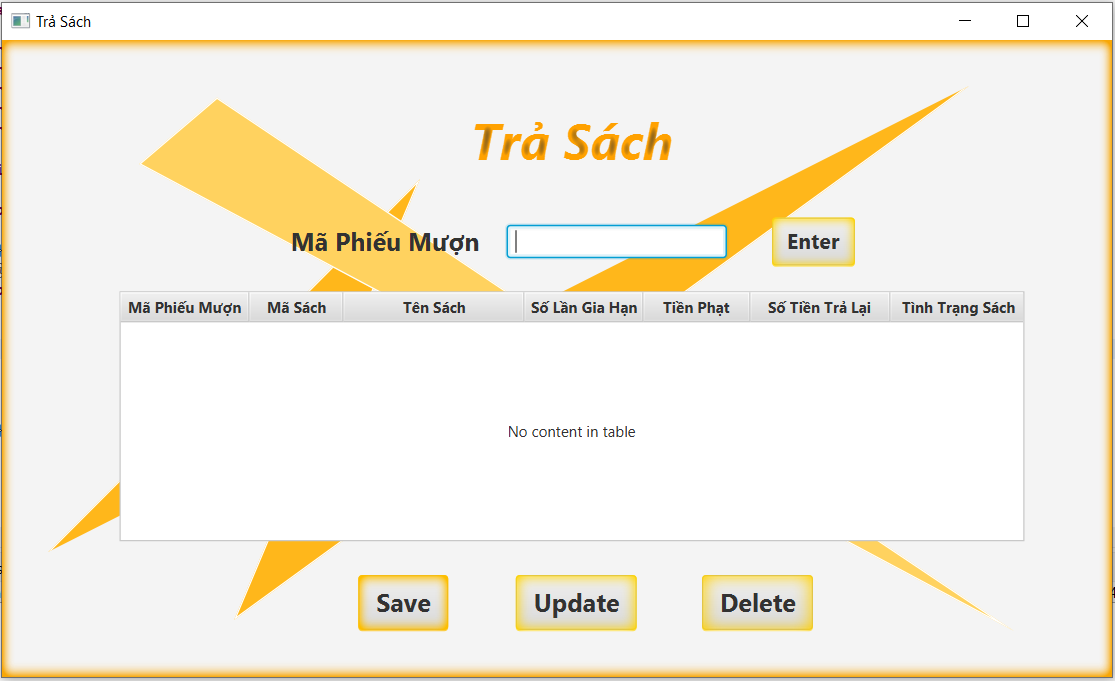 Trả Sách
Trả Sách
Mã Phiếu Mượn Enter
Mã Phiếu Mượn Mã Sách Tên Sách Số Lần Gia Hạn Tiền Phạt Số Tiền Trả Lại Tình Trạng Sách
No content in table
Save Update Delete